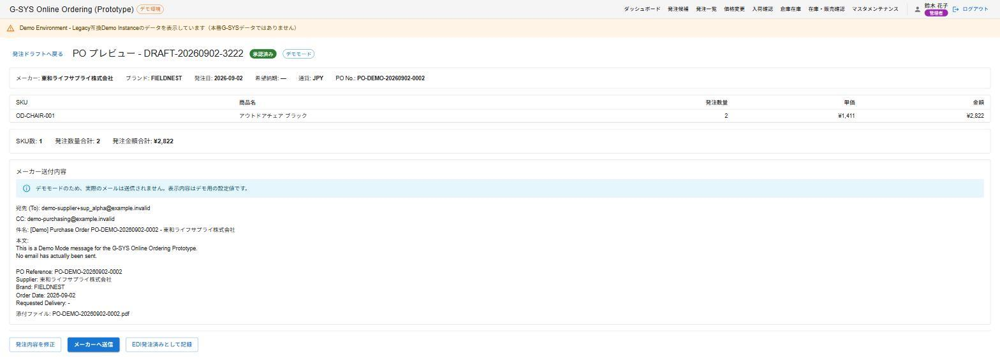 G-SYS Online Ordering (Prototype) デモ環境 ダッシュボード 発注候補 発注一覧 価格変更 入荷確認 倉庫在庫 在庫・販売確認 マスタメンテナンス 鈴木 花子 管理者 ログアウト
Demo Environment - Legacy互換Demo Instanceのデータを表示しています（本番G-SYSデータではありません）
発注ドラフトへ戻る PO プレビュー - DRAFT-20260902-3222 承認済み デモモード
メーカー: 東和ライフサプライ株式会社 ブランド: FIELDNEST 発注日: 2026-09-02 希望納期: — 通貨: JPY PO No.: PO-DEMO-20260902-0002
SKU 商品名 発注数量 単価 金額
OD-CHAIR-001 アウトドアチェア ブラック 2 ¥1,411 ¥2,822
SKU数: 1 発注数量合計: 2 発注金額合計: ¥2,822
メーカー送付内容
デモモードのため、実際のメールは送信されません。表示内容はデモ用の設定値です。
宛先 (To): demo-supplier+sup_alpha@example.invalid
CC: demo-purchasing@example.invalid
件名: [Demo] Purchase Order PO-DEMO-20260902-0002 - 東和ライフサプライ株式会社
本文:
This is a Demo Mode message for the G-SYS Online Ordering Prototype.
No email has actually been sent.
PO Reference: PO-DEMO-20260902-0002
Supplier: 東和ライフサプライ株式会社
Brand: FIELDNEST
Order Date: 2026-09-02
Requested Delivery: -
添付ファイル: PO-DEMO-20260902-0002.pdf
発注内容を修正 メーカーへ送信 EDI発注済みとして記録